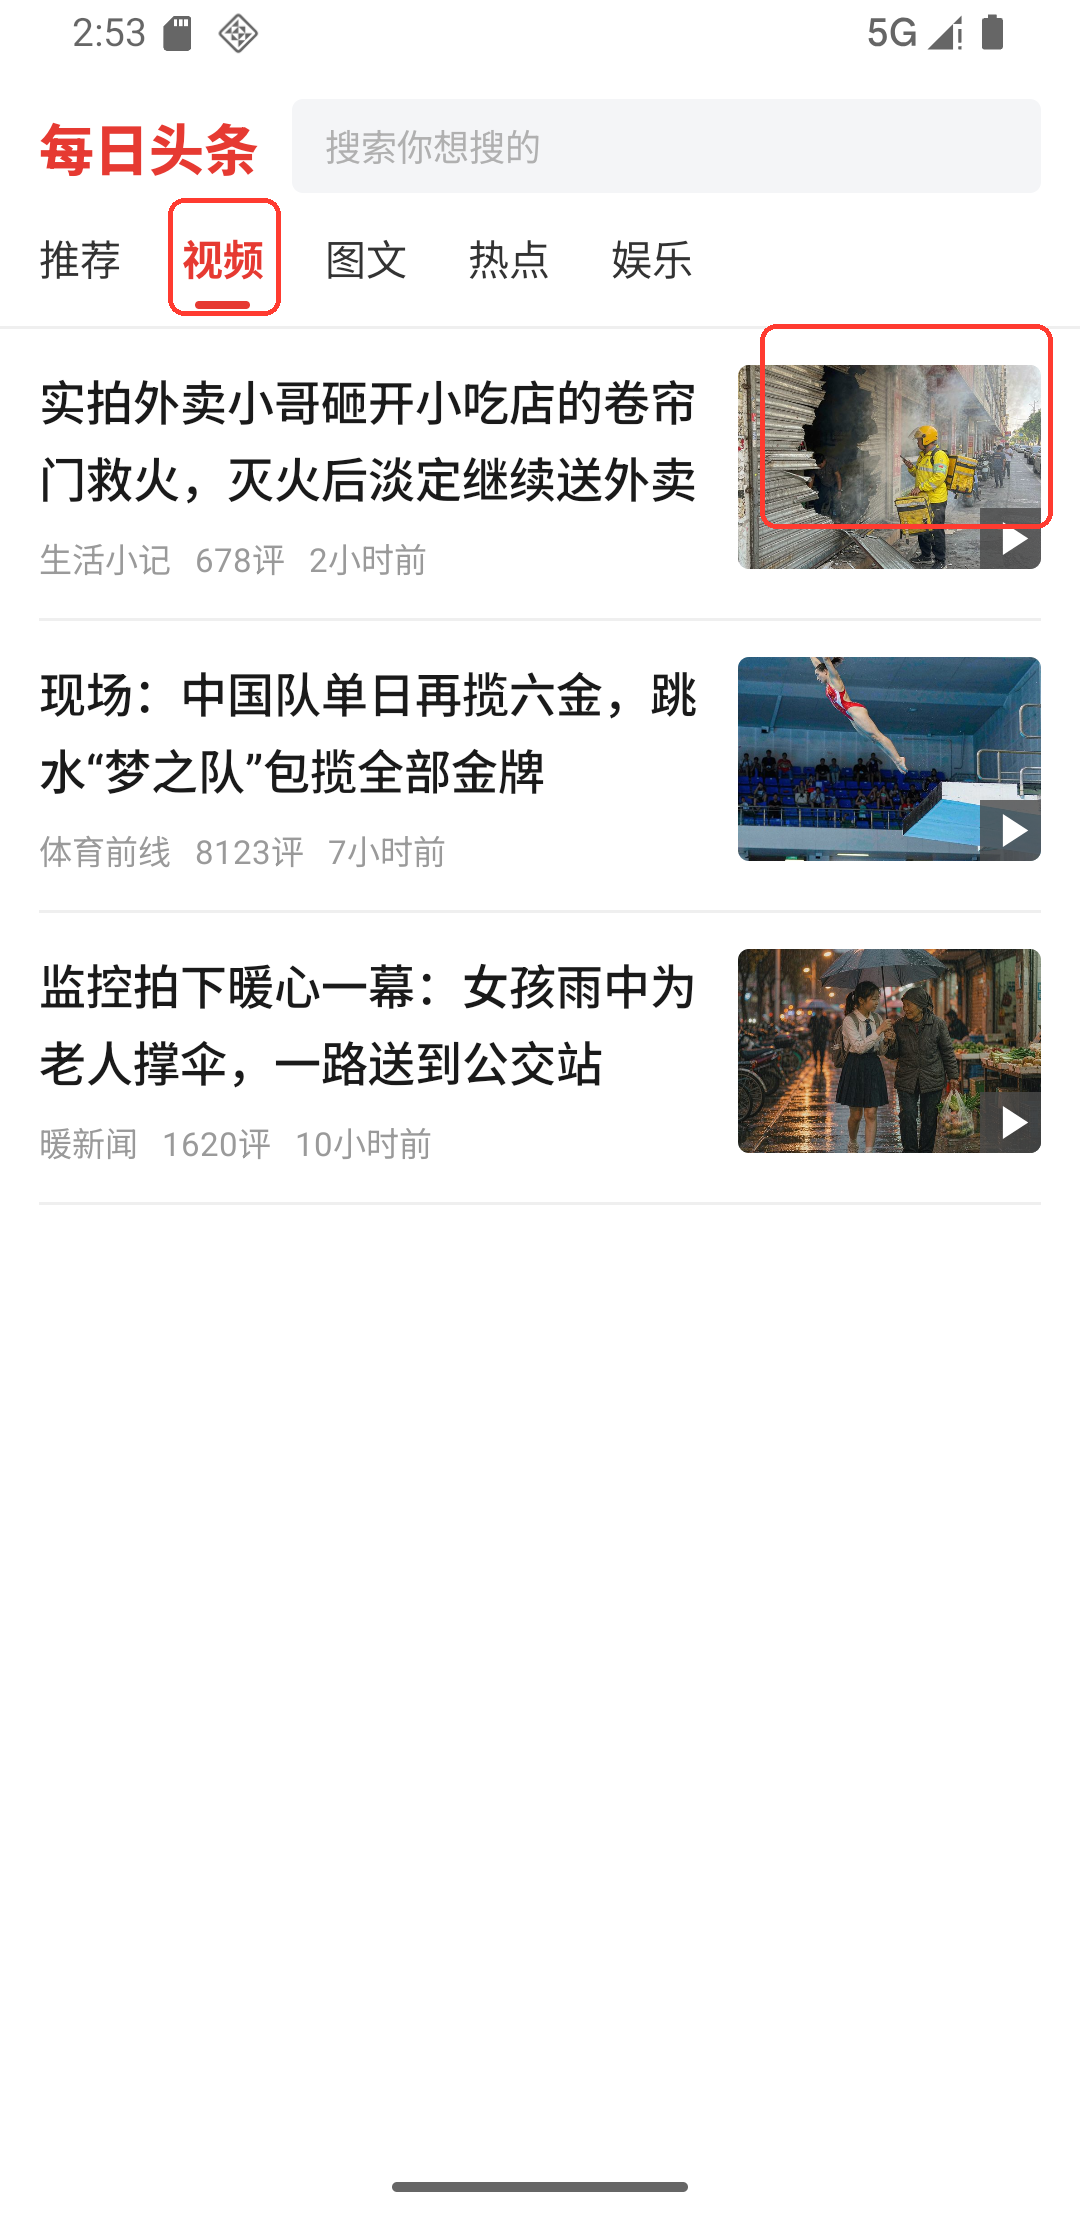 2:53 5G
每日头条 搜索你想搜的
推荐 视频 图文 热点 娱乐
实拍外卖小哥砸开小吃店的卷帘
门救火，灭火后淡定继续送外卖
生活小记 678评 2小时前
现场：中国队单日再揽六金，跳
水“梦之队”包揽全部金牌
体育前线 8123评 7小时前
监控拍下暖心一幕：女孩雨中为
老人撑伞，一路送到公交站
暖新闻 1620评 10小时前